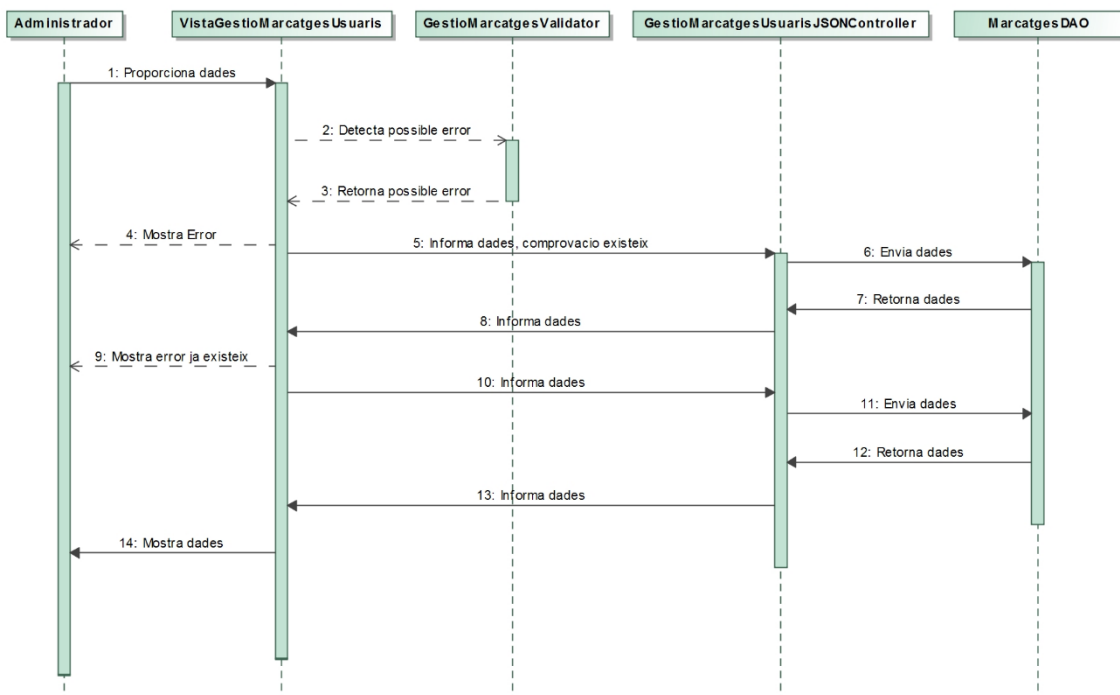 Administrador
VistaGestioMarcatgesUsuaris
GestioMarcatgesValidator
GestioMarcatgesUsuarisJSONController
MarcatgesDAO
1: Proporciona dades
2: Detecta possible error
3: Retorna possible error
4: Mostra Error
5: Informa dades, comprovacio existeix
6: Envia dades
7: Retorna dades
8: Informa dades
9: Mostra error ja existeix
10: Informa dades
11: Envia dades
12: Retorna dades
13: Informa dades
14: Mostra dades